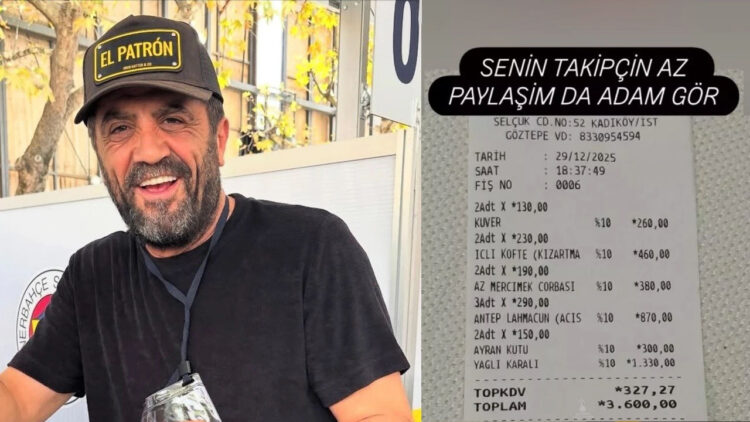 EL PATRÓN
0
FENERBAHÇE S
SENİN TAKİPÇİN AZ
PAYLAŞIM DA ADAM GÖR
SELÇUK CD.NO:52 KADIKÖY/İST
GÖZTEPE VD: 8330954594
TARİH : 29/12/2025
SAAT : 18:37:49
FİŞ NO : 0006
2Adt X *130,00
KUVER %10 *260,00
2Adt X *230,00
ICLI KOFTE (KIZARTMA %10 *460,00
2Adt X *190,00
AZ MERCIMEK CORBASI %10 *380,00
3Adt X *290,00
ANTEP LAHMACUN (ACIS %10 *870,00
2Adt X *150,00
AYRAN KUTU %10 *300,00
YAGLI KARALI %10 *1.330,00
TOPKDV *327,27
TOPLAM *3.600,00